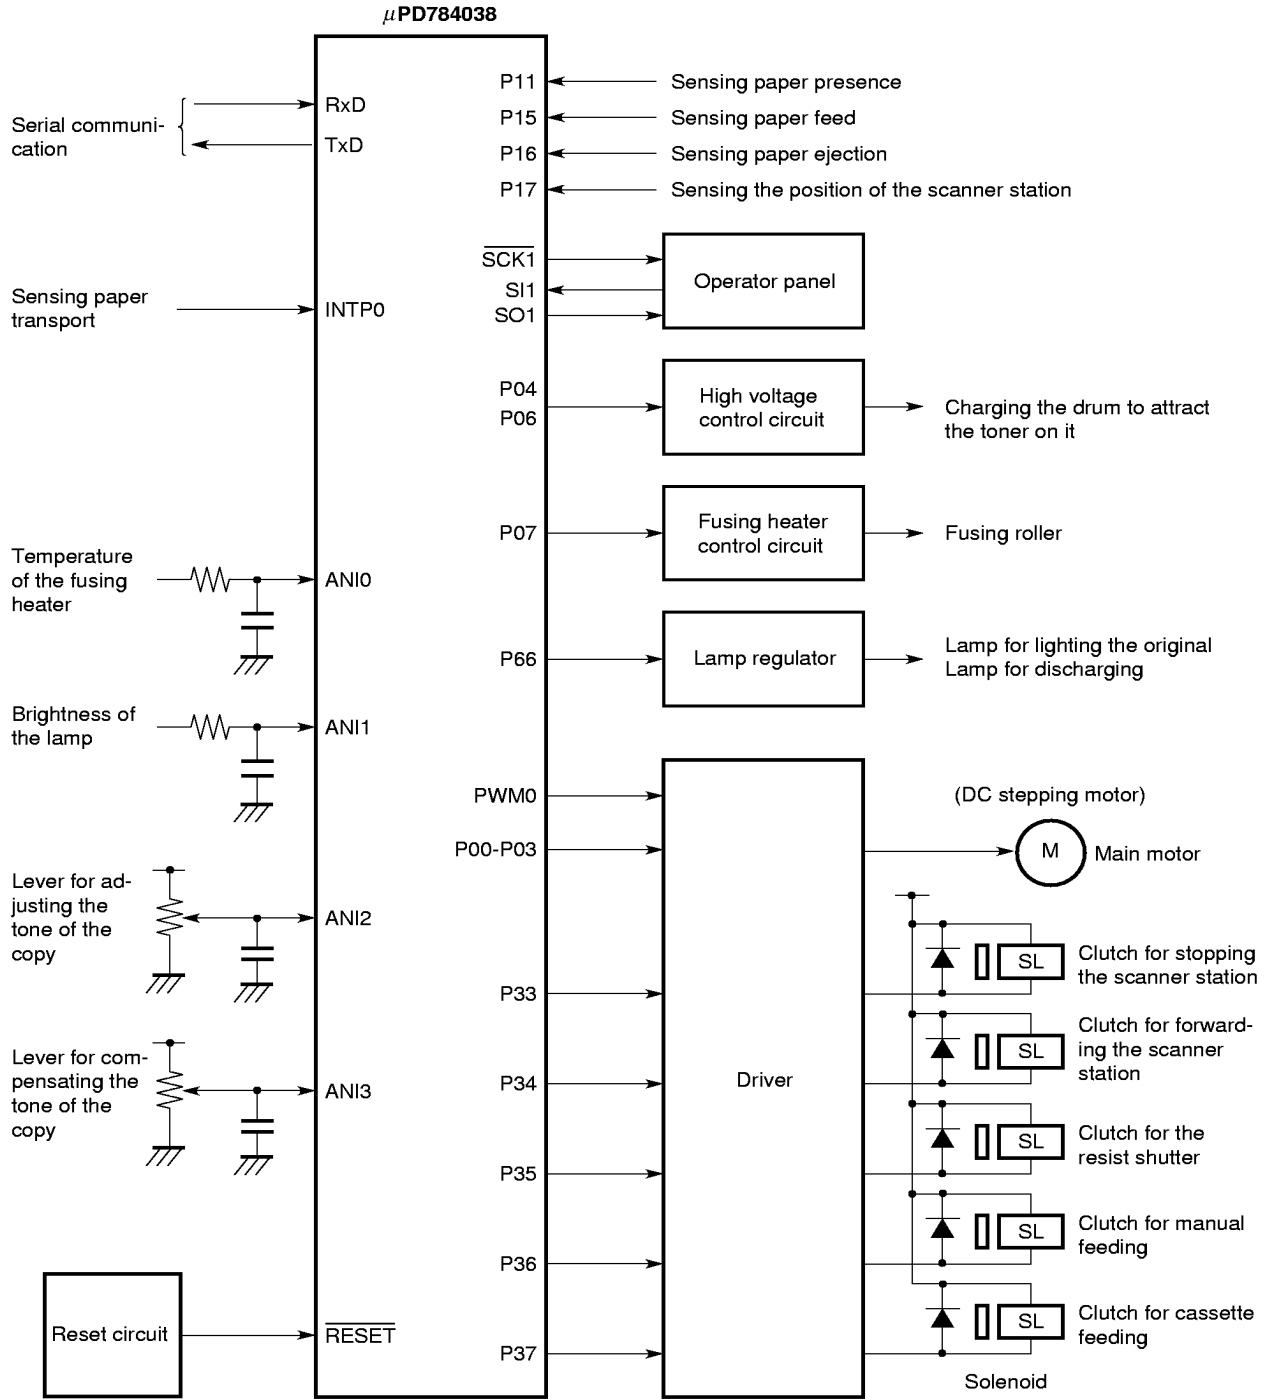 μPD784038
Serial communi-
cation
RxD
TxD
Sensing paper
transport
INTP0
Temperature
of the fusing
heater
ANI0
Brightness of
the lamp
ANI1
Lever for ad-
justing the
tone of the
copy
ANI2
Lever for com-
pensating the
tone of the
copy
ANI3
Reset circuit
RESET
P11
Sensing paper presence
P15
Sensing paper feed
P16
Sensing paper ejection
P17
Sensing the position of the scanner station
SCK1
SI1
SO1
Operator panel
P04
P06
High voltage
control circuit
Charging the drum to attract
the toner on it
P07
Fusing heater
control circuit
Fusing roller
P66
Lamp regulator
Lamp for lighting the original
Lamp for discharging
PWM0
P00-P03
P33
P34
P35
P36
P37
Driver
(DC stepping motor)
M
Main motor
SL
Clutch for stopping
the scanner station
SL
Clutch for forward-
ing the scanner
station
SL
Clutch for the
resist shutter
SL
Clutch for manual
feeding
SL
Clutch for cassette
feeding
Solenoid